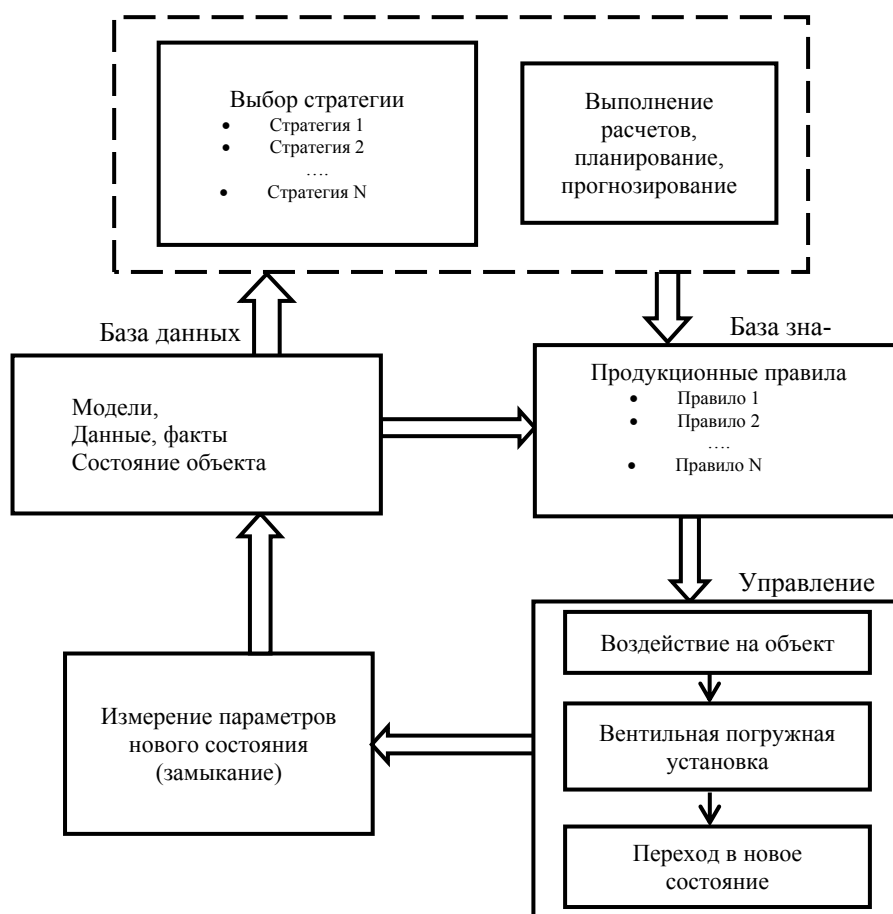 Выбор стратегии
• Стратегия 1
• Стратегия 2
….
• Стратегия N
Выполнение
расчетов,
планирование,
прогнозирование
База данных
База зна-
Модели,
Данные, факты
Состояние объекта
Продукционные правила
• Правило 1
• Правило 2
….
• Правило N
Управление
Воздействие на объект
Вентильная погружная
установка
Переход в новое
состояние
Измерение параметров
нового состояния
(замыкание)